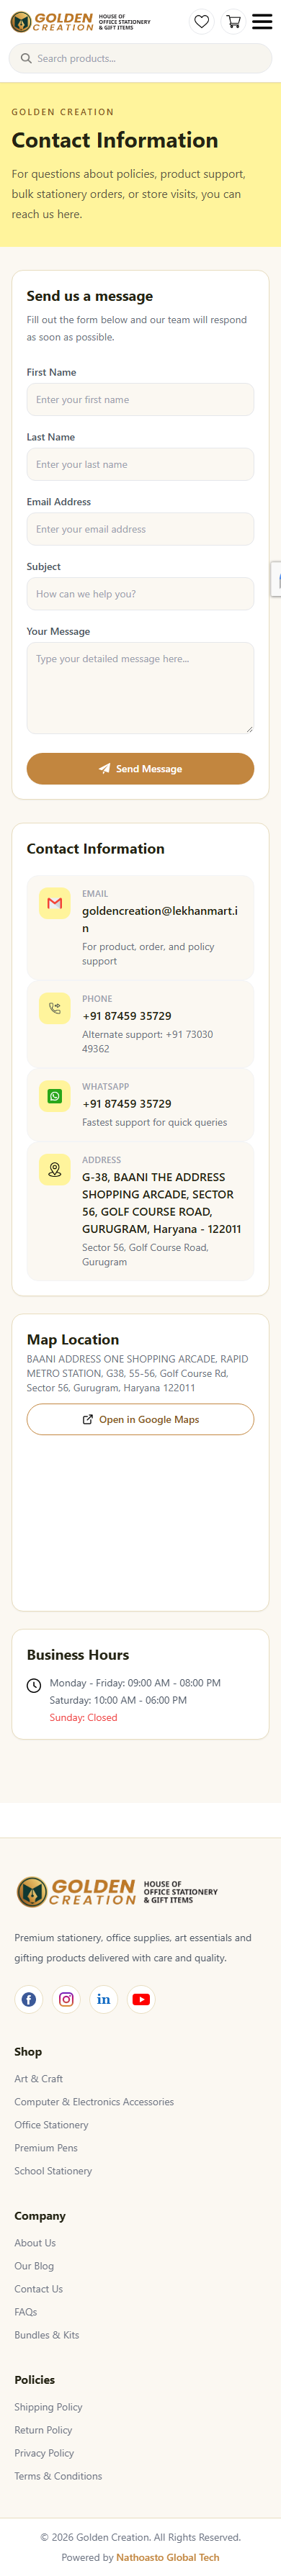 GOLDEN CREATION
HOUSE OF
OFFICE STATIONERY
& GIFT ITEMS
Search products...
GOLDEN CREATION
Contact Information
For questions about policies, product support,
bulk stationery orders, or store visits, you can
reach us here.
Send us a message
Fill out the form below and our team will respond
as soon as possible.
First Name
Enter your first name
Last Name
Enter your last name
Email Address
Enter your email address
Subject
How can we help you?
Your Message
Type your detailed message here...
Send Message
Contact Information
EMAIL
goldencreation@lekhanmart.i
n
For product, order, and policy
support
PHONE
+91 87459 35729
Alternate support: +91 73030
49362
WHATSAPP
+91 87459 35729
Fastest support for quick queries
ADDRESS
G-38, BAANI THE ADDRESS
SHOPPING ARCADE, SECTOR
56, GOLF COURSE ROAD,
GURUGRAM, Haryana - 122011
Sector 56, Golf Course Road,
Gurugram
Map Location
BAANI ADDRESS ONE SHOPPING ARCADE, RAPID
METRO STATION, G38, 55-56, Golf Course Rd,
Sector 56, Gurugram, Haryana 122011
Open in Google Maps
Business Hours
Monday - Friday: 09:00 AM - 08:00 PM
Saturday: 10:00 AM - 06:00 PM
Sunday: Closed
GOLDEN
CREATION
HOUSE OF
OFFICE STATIONERY
& GIFT ITEMS
Premium stationery, office supplies, art essentials and
gifting products delivered with care and quality.
Shop
Art & Craft
Computer & Electronics Accessories
Office Stationery
Premium Pens
School Stationery
Company
About Us
Our Blog
Contact Us
FAQs
Bundles & Kits
Policies
Shipping Policy
Return Policy
Privacy Policy
Terms & Conditions
© 2026 Golden Creation. All Rights Reserved.
Powered by Nathoasto Global Tech